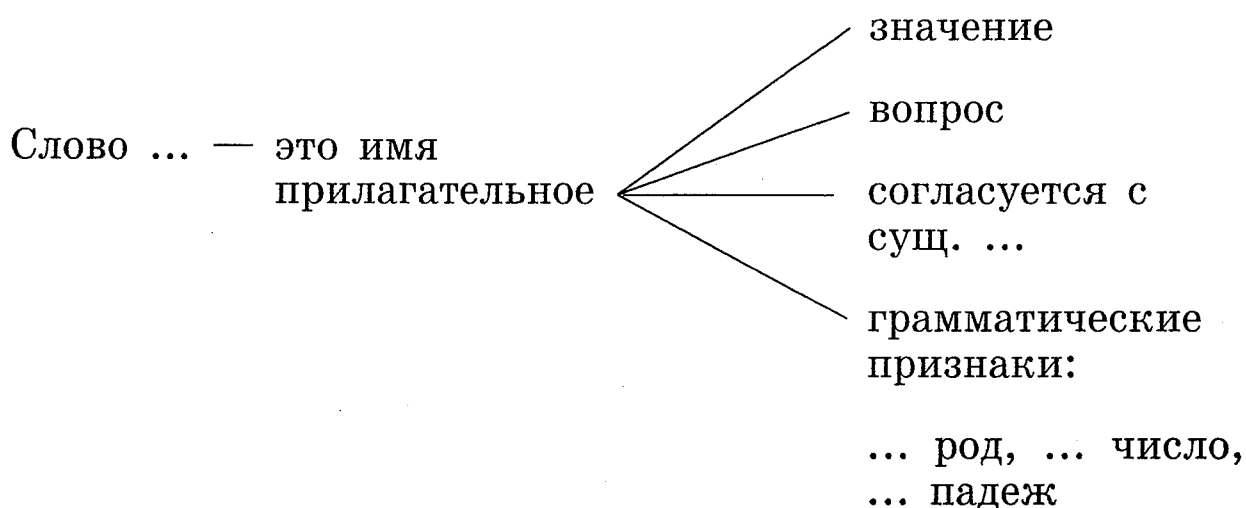 значение
вопрос
Слово ... — это имя
прилагательное
согласуется с
сущ. ...
грамматические
признаки:
... род, ... число,
... падеж